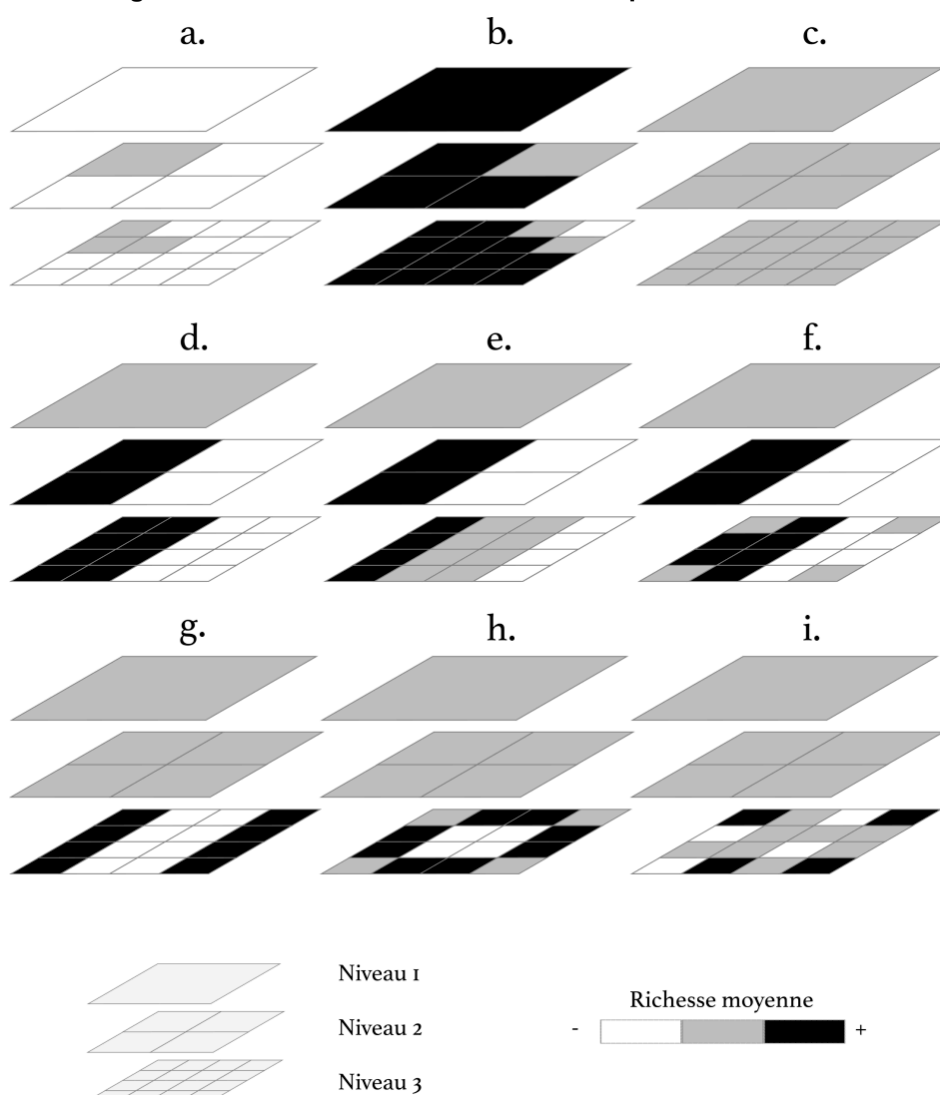 a.
b.
c.
d.
e.
f.
g.
h.
i.
Niveau 1
Richesse moyenne
Niveau 2
- +
Niveau 3